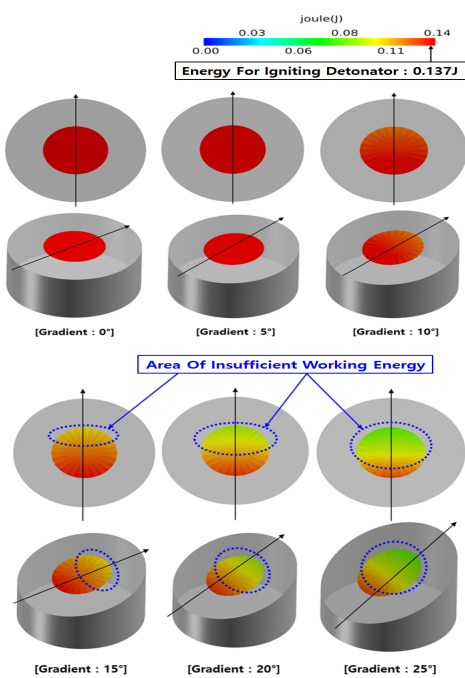 joule(J)
0.03 0.08 0.14
0.00 0.06 0.11
Energy For Igniting Detonator : 0.137J
[Gradient : 0°] [Gradient : 5°] [Gradient : 10°]
Area Of Insufficient Working Energy
[Gradient : 15°] [Gradient : 20°] [Gradient : 25°]